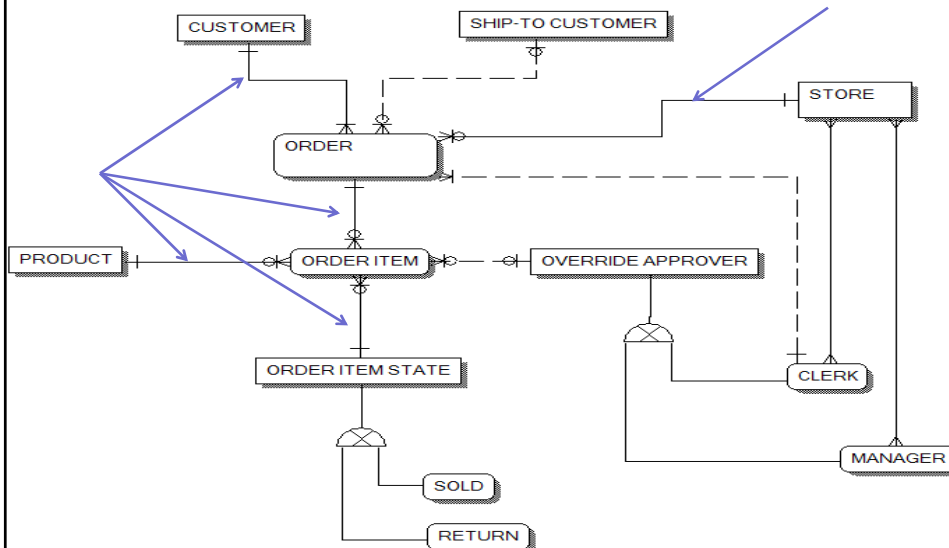 CUSTOMER
SHIP-TO CUSTOMER
STORE
ORDER
PRODUCT
ORDER ITEM
OVERRIDE APPROVER
ORDER ITEM STATE
CLERK
MANAGER
SOLD
RETURN